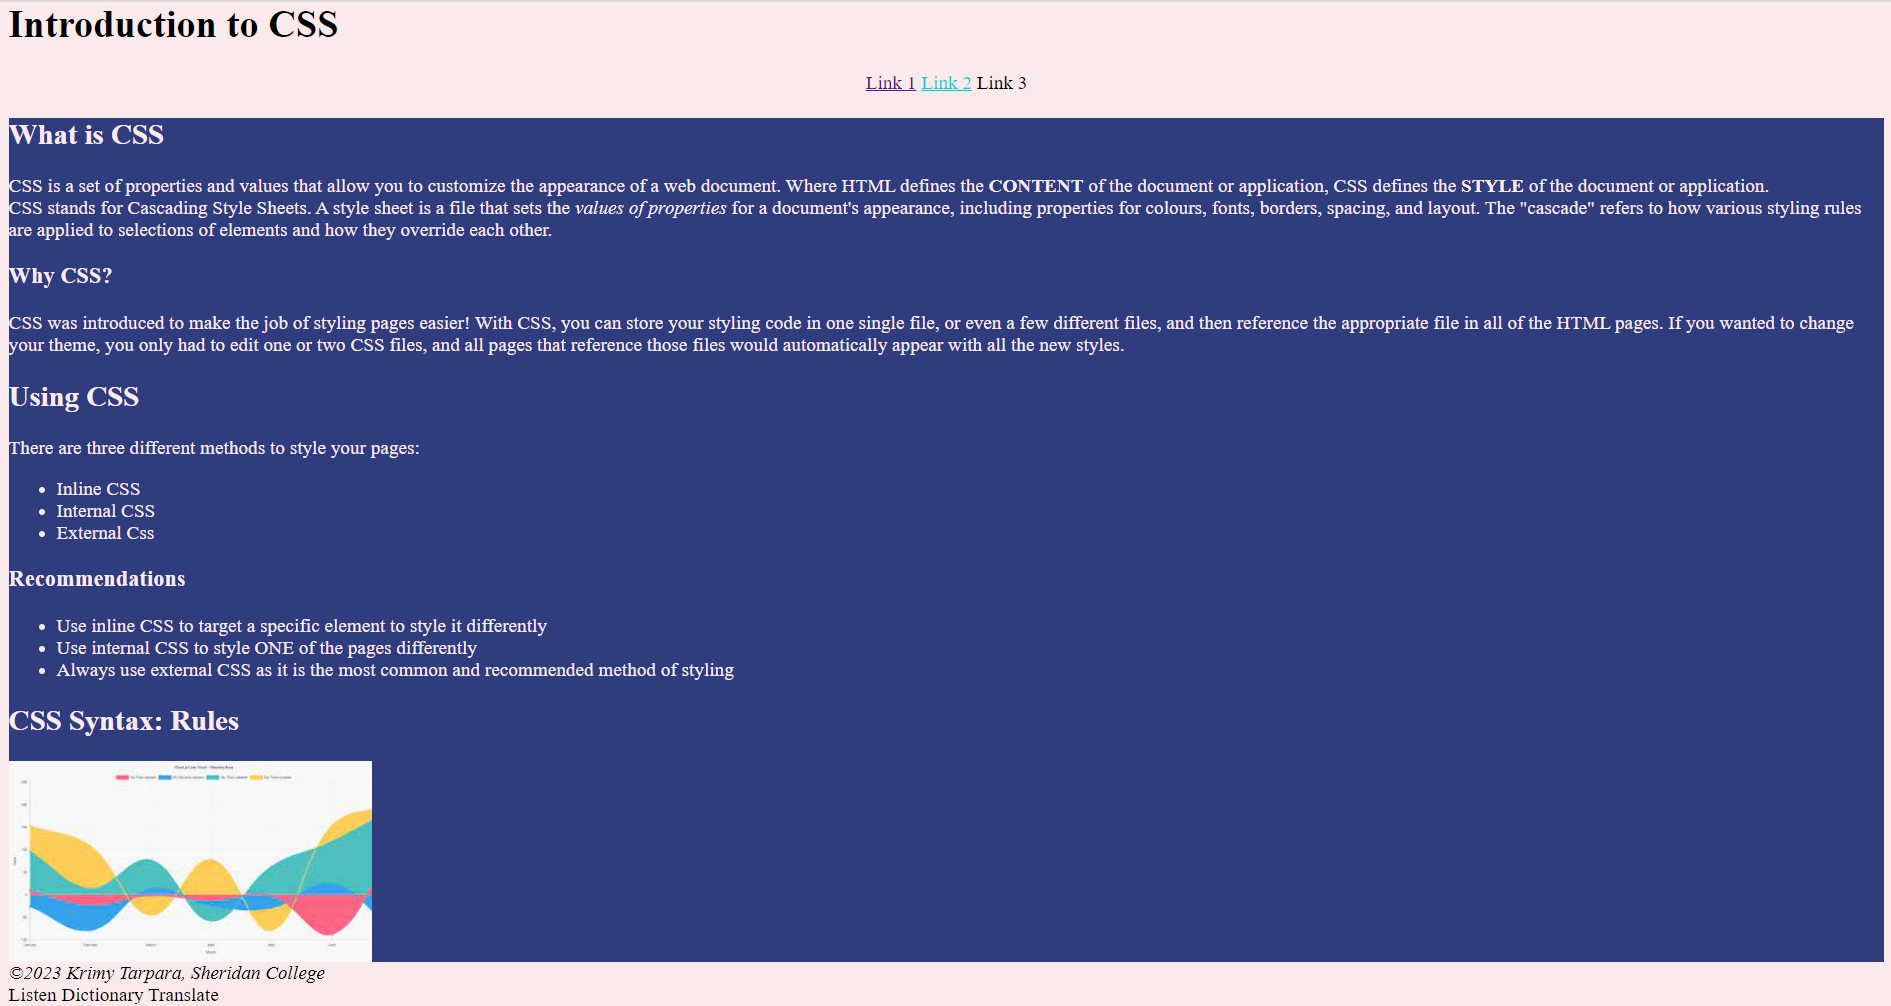 Introduction to CSS
Link 1 Link 2 Link 3
What is CSS
CSS is a set of properties and values that allow you to customize the appearance of a web document. Where HTML defines the CONTENT of the document or application, CSS defines the STYLE of the document or application.
CSS stands for Cascading Style Sheets. A style sheet is a file that sets the values of properties for a document's appearance, including properties for colours, fonts, borders, spacing, and layout. The "cascade" refers to how various styling rules
are applied to selections of elements and how they override each other.
Why CSS?
CSS was introduced to make the job of styling pages easier! With CSS, you can store your styling code in one single file, or even a few different files, and then reference the appropriate file in all of the HTML pages. If you wanted to change
your theme, you only had to edit one or two CSS files, and all pages that reference those files would automatically appear with all the new styles.
Using CSS
There are three different methods to style your pages:
Inline CSS
Internal CSS
External Css
Recommendations
Use inline CSS to target a specific element to style it differently
Use internal CSS to style ONE of the pages differently
Always use external CSS as it is the most common and recommended method of styling
CSS Syntax: Rules
©2023 Krimy Tarpara, Sheridan College
Listen Dictionary Translate